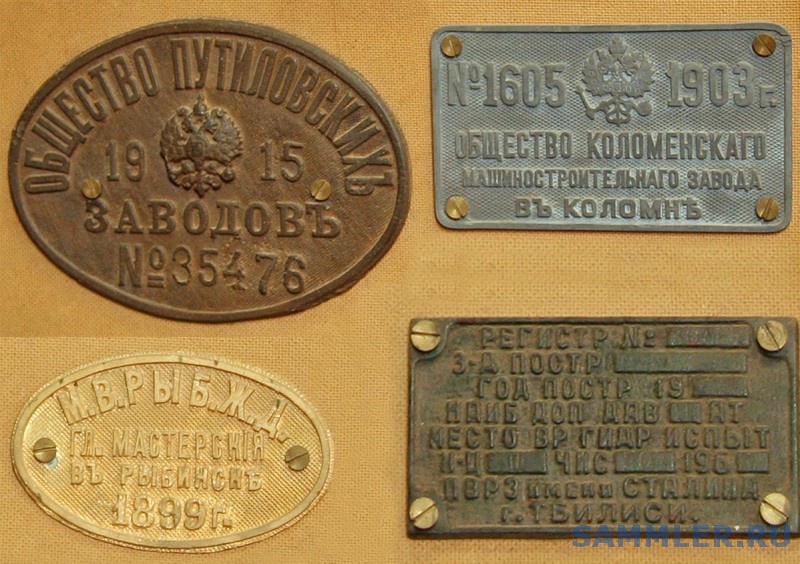 ОБЩЕСТВО ПУТИЛОВСКИХЪ
19 15
ЗАВОДОВЪ
№35476
№1605 1903г.
ОБЩЕСТВО КОЛОМЕНСКАГО
МАШИНОСТРОИТЕЛЬНАГО ЗАВОДА
ВЪ КОЛОМНѢ
М.В.РЫБ.Ж.Д.
ГЛ. МАСТЕРСКІЯ
ВЪ РЫБИНСКѢ
1899г.
РЕГИСТР №
З-Д ПОСТР
ГОД ПОСТР 19
НАИБ ДОП ДАВ АТ
МЕСТО ВР ГИДР ИСПЫТ
М-Ц ЧИС 195
ПВРЗ имени СТАЛИНА
г. ТБИЛИСИ.
SAMMLER.RU